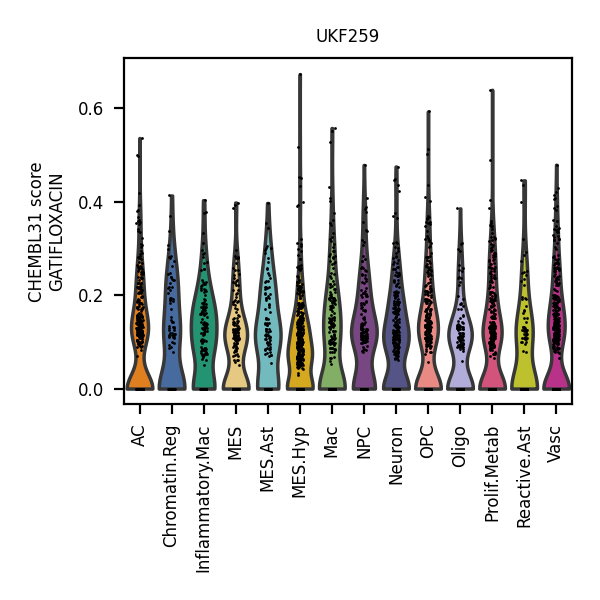 UKF259
CHEMBL31 score
GATIFLOXACIN
0.6
0.4
0.2
0.0
AC
Chromatin.Reg
Inflammatory.Mac
MES
MES.Ast
MES.Hyp
Mac
NPC
Neuron
OPC
Oligo
Prolif.Metab
Reactive.Ast
Vasc